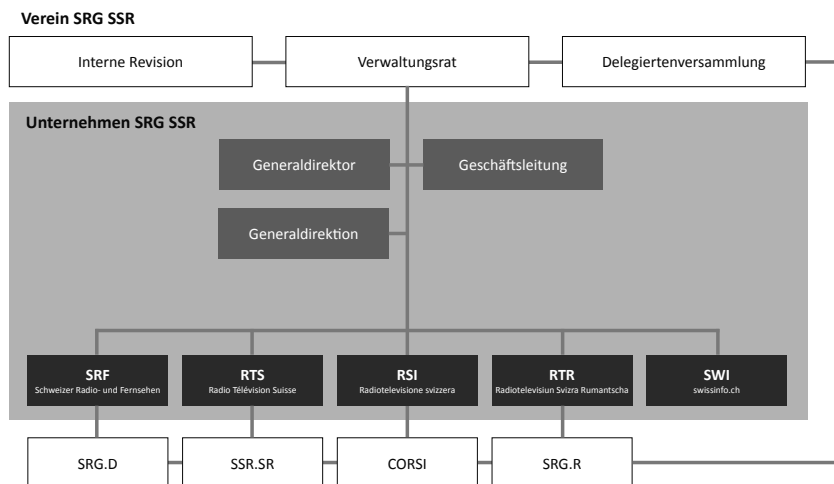 Verein SRG SSR
Interne Revision
Verwaltungsrat
Delegiertenversammlung
Unternehmen SRG SSR
Generaldirektor
Geschäftsleitung
Generaldirektion
SRF
Schweizer Radio- und Fernsehen
RTS
Radio Télévision Suisse
RSI
Radiotelevisione svizzera
RTR
Radiotelevisiun Svizra Rumantscha
SWI
swissinfo.ch
SRG.D
SSR.SR
CORSI
SRG.R